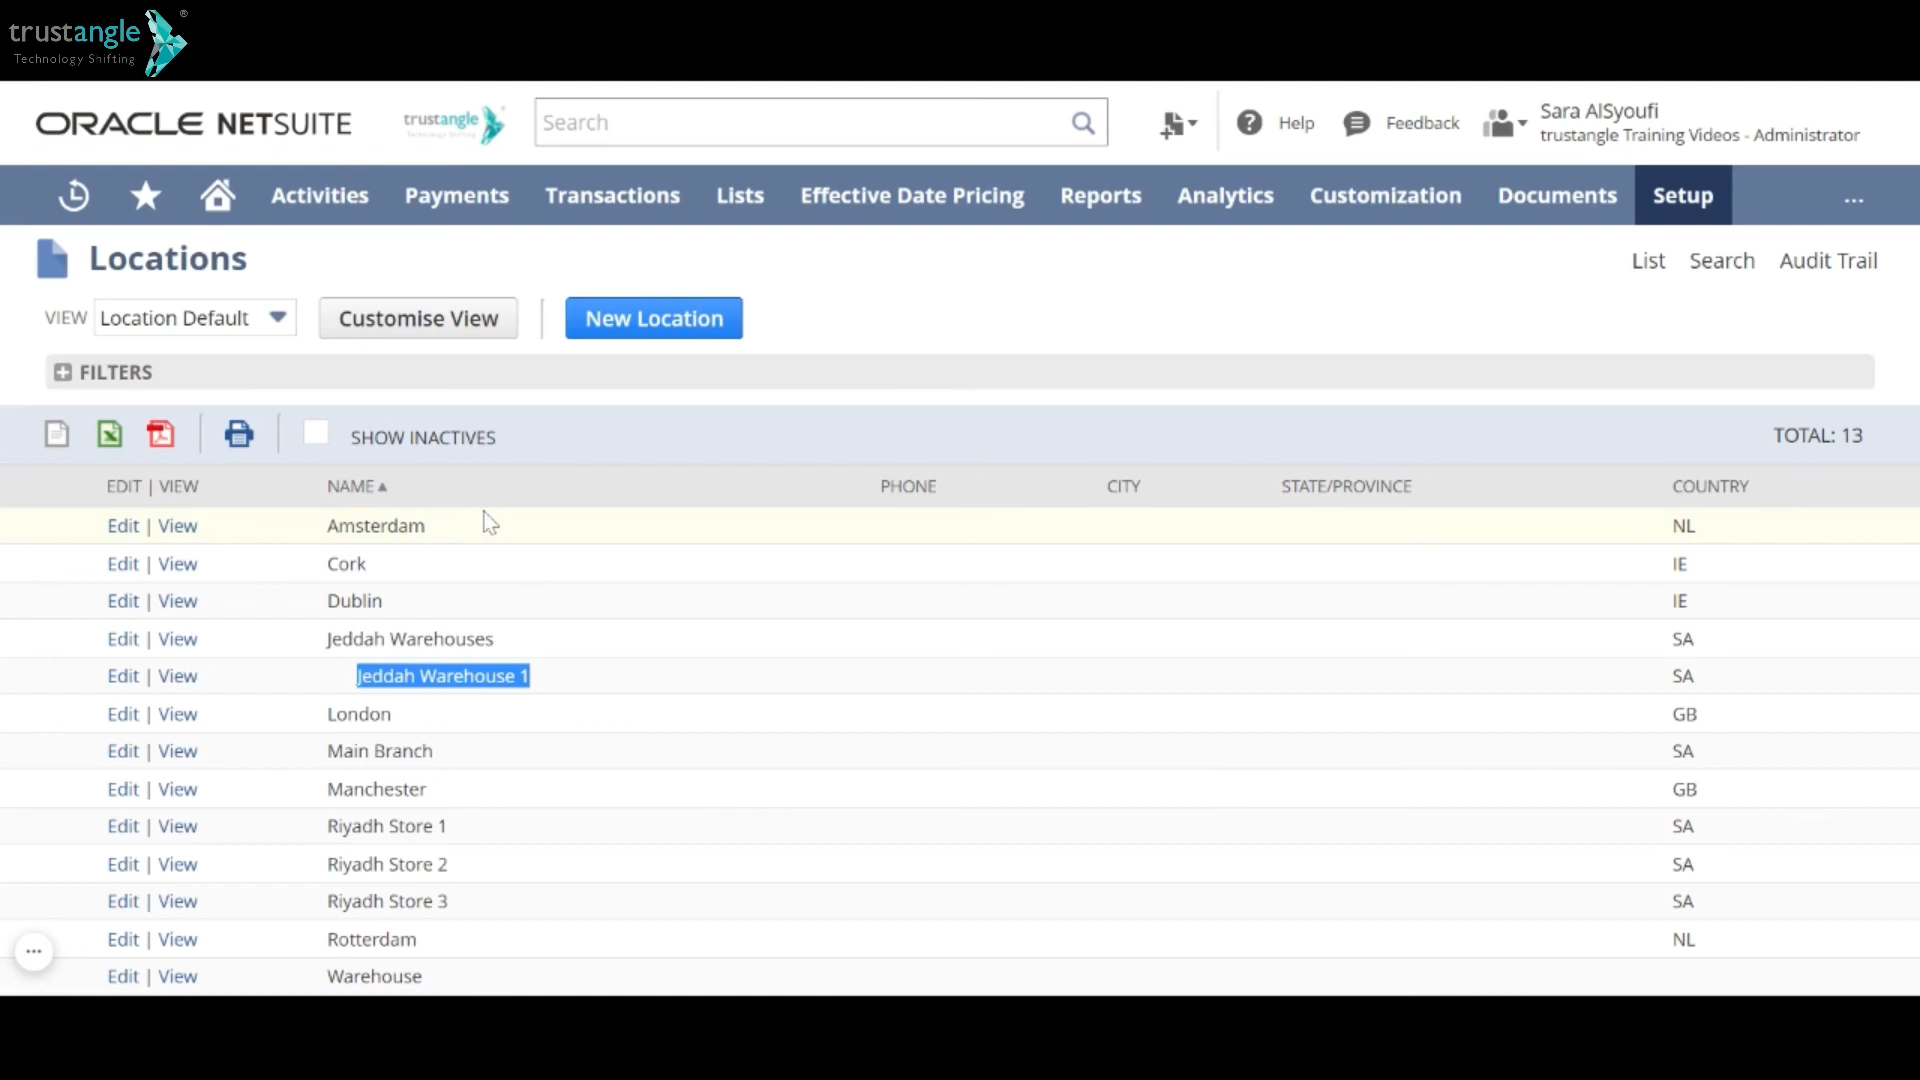 trustangle ®
Technology Shifting
ORACLE NETSUITE
trustangle
Technology Shifting
Search
Help
Feedback
Sara AlSyoufi
trustangle Training Videos - Administrator
Activities
Payments
Transactions
Lists
Effective Date Pricing
Reports
Analytics
Customization
Documents
Setup
...
Locations
List
Search
Audit Trail
VIEW
Location Default
Customise View
New Location
FILTERS
SHOW INACTIVES
TOTAL: 13
EDIT | VIEW NAME PHONE CITY STATE/PROVINCE COUNTRY
Edit | View Amsterdam NL
Edit | View Cork IE
Edit | View Dublin IE
Edit | View Jeddah Warehouses SA
Edit | View Jeddah Warehouse 1 SA
Edit | View London GB
Edit | View Main Branch SA
Edit | View Manchester GB
Edit | View Riyadh Store 1 SA
Edit | View Riyadh Store 2 SA
Edit | View Riyadh Store 3 SA
Edit | View Rotterdam NL
Edit | View Warehouse